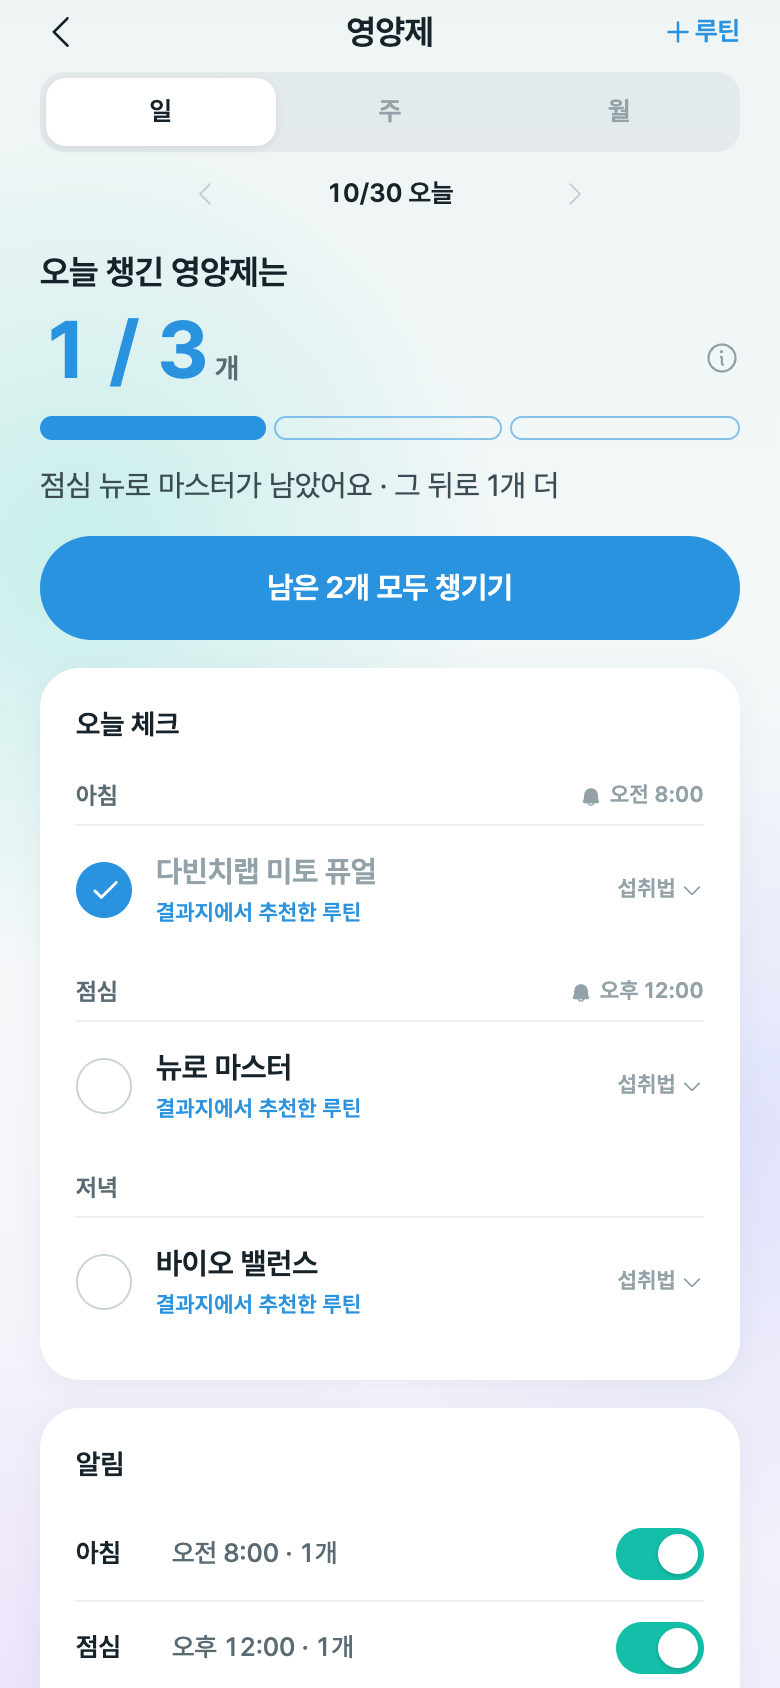 영양제
+ 루틴
일 주 월
10/30 오늘
오늘 챙긴 영양제는
1 / 3 개
점심 뉴로 마스터가 남았어요 · 그 뒤로 1개 더
남은 2개 모두 챙기기
오늘 체크
아침 오전 8:00
다빈치랩 미토 퓨얼
결과지에서 추천한 루틴
섭취법
점심 오후 12:00
뉴로 마스터
결과지에서 추천한 루틴
섭취법
저녁
바이오 밸런스
결과지에서 추천한 루틴
섭취법
알림
아침 오전 8:00 · 1개
점심 오후 12:00 · 1개